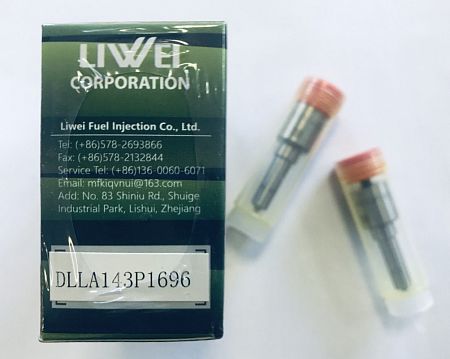 LIWEI
CORPORATION
Liwei Fuel Injection Co., Ltd.
Tel: (+86)578-2693866
Fax: (+86)578-2132844
Service Tel: (+86)136-0060-6071
Email: mfkiqvnui@163.com
Add: No. 83 Shiniu Rd., Shuige
Industrial Park, Lishui, Zhejiang
DLLA143P1696